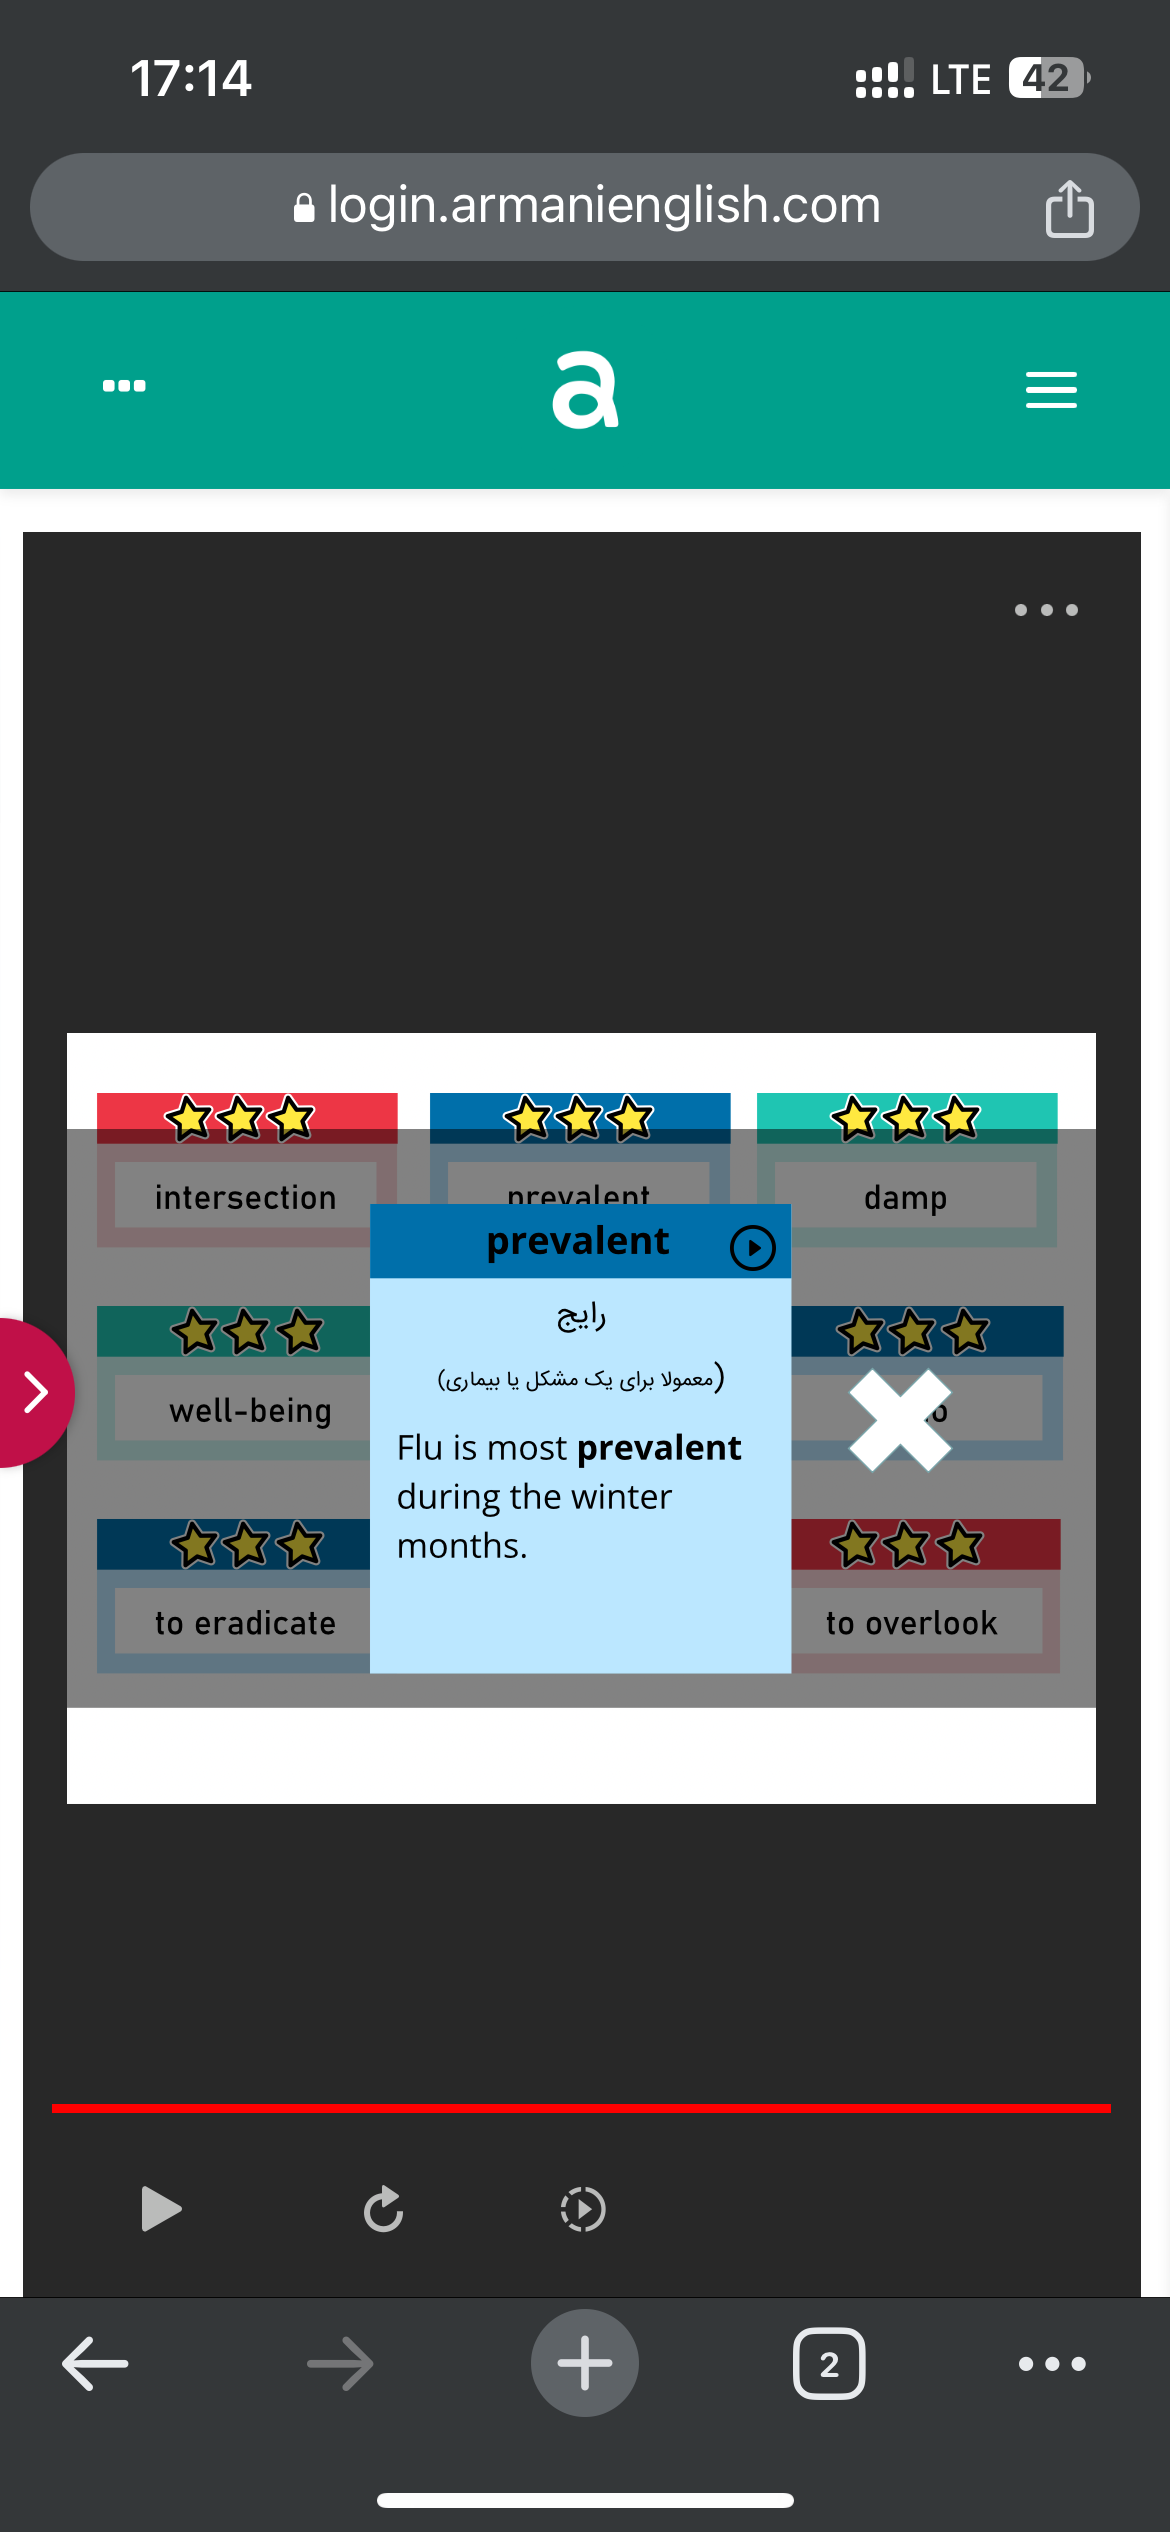 17:14
LTE 42
login.armanienglish.com
a
intersection
prevalent
damp
prevalent
رایج
(معمولا برای یک مشکل یا بیماری)
well-being
Flu is most prevalent
during the winter
months.
to eradicate
to overlook
2